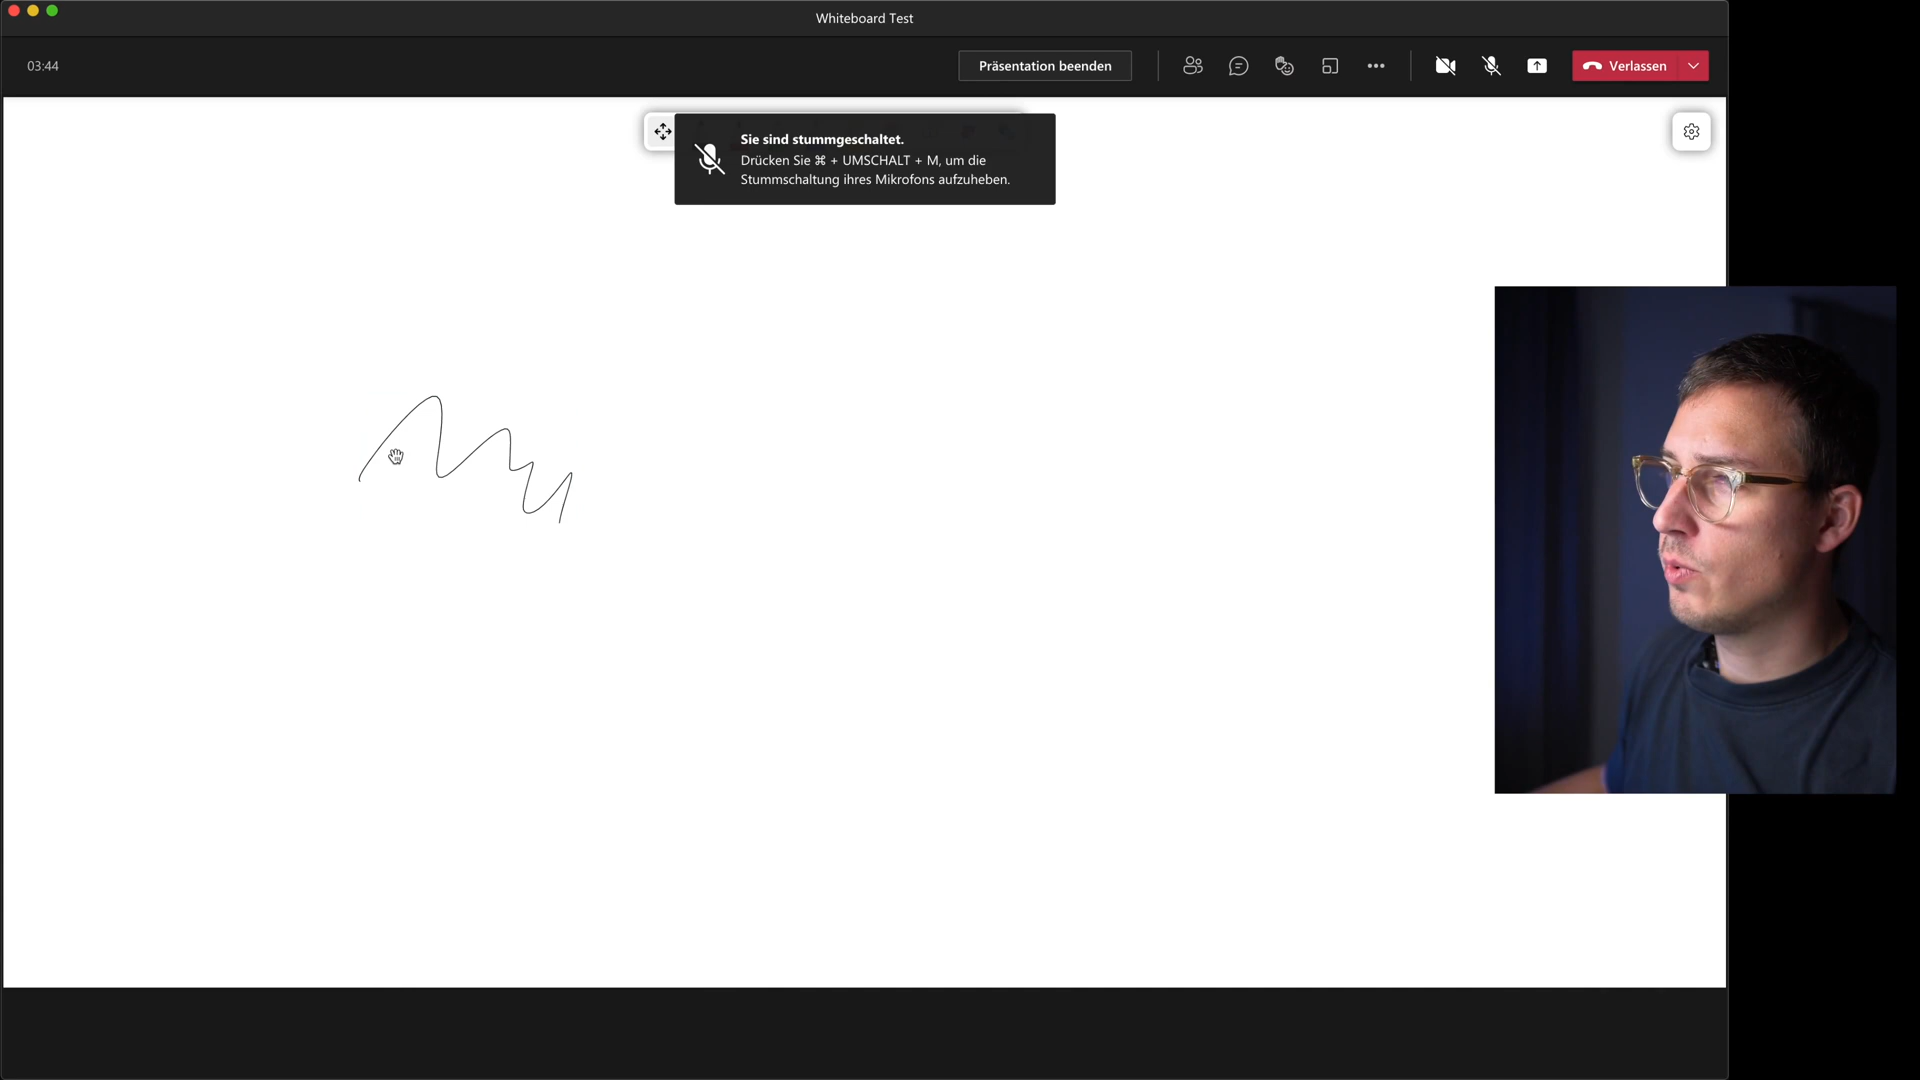 Whiteboard Test
03:44
Präsentation beenden
Verlassen
Sie sind stummgeschaltet.
Drücken Sie ⌘ + UMSCHALT + M, um die
Stummschaltung ihres Mikrofons aufzuheben.